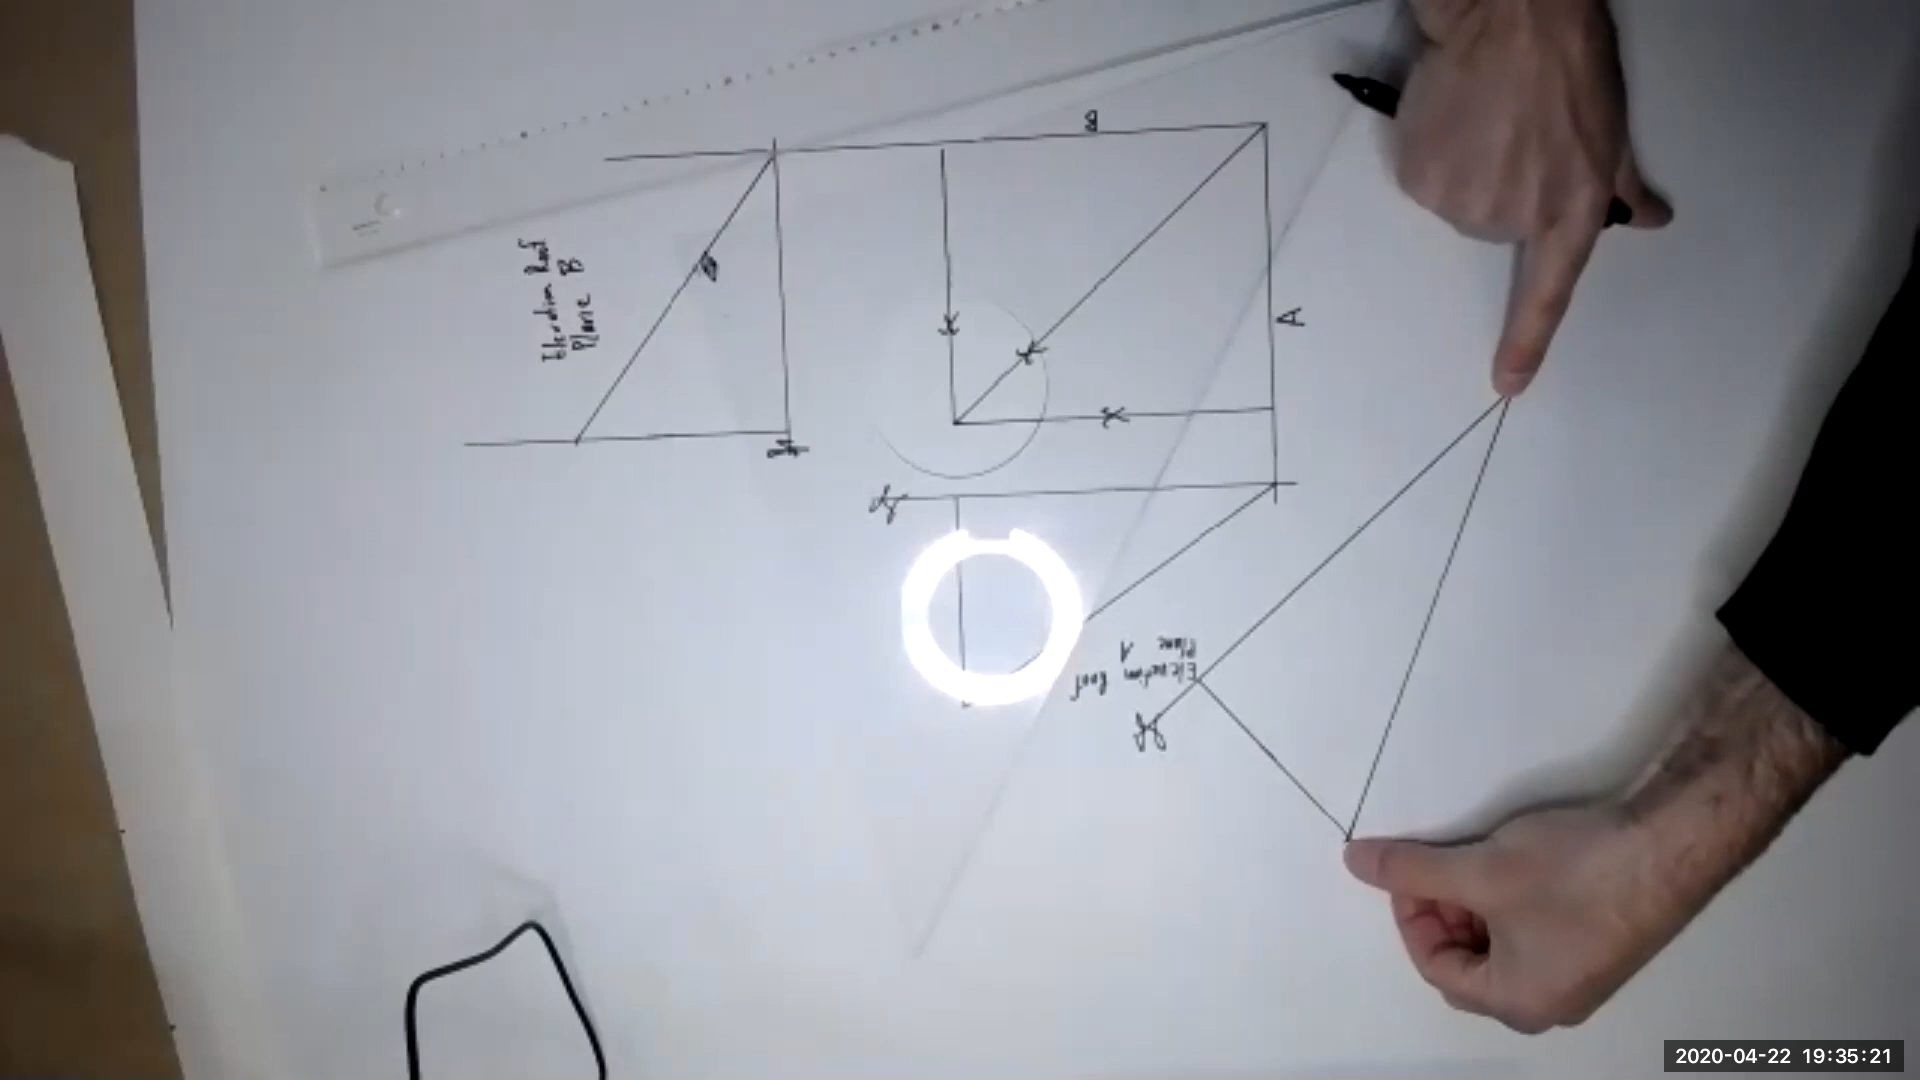 Elevation Roof
Plane B
B
A
Elevation Roof
Plane A
2020-04-22 19:35:21